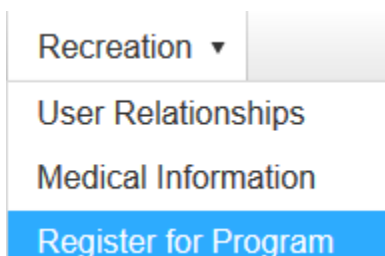 Recreation ▼
User Relationships
Medical Information
Register for Program